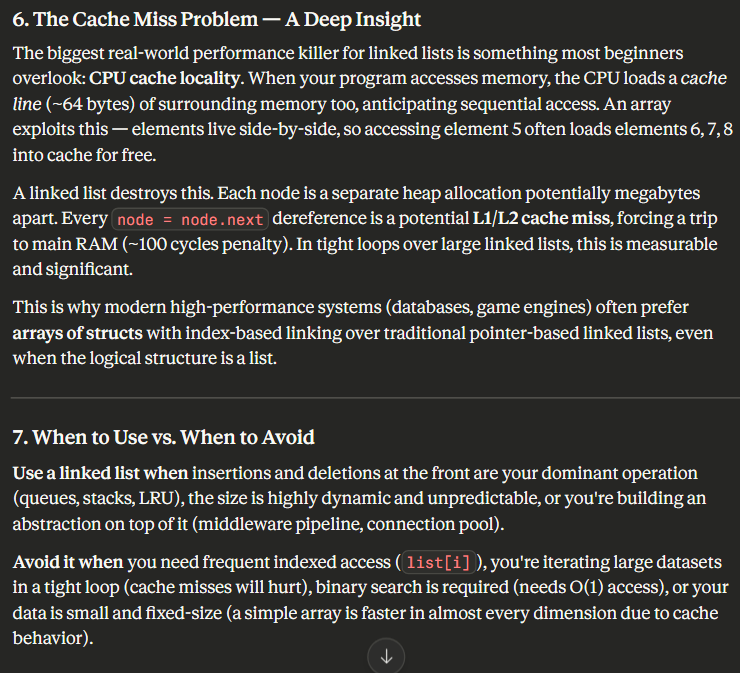 6. The Cache Miss Problem — A Deep Insight
The biggest real-world performance killer for linked lists is something most beginners
overlook: CPU cache locality. When your program accesses memory, the CPU loads a cache
line (~64 bytes) of surrounding memory too, anticipating sequential access. An array
exploits this — elements live side-by-side, so accessing element 5 often loads elements 6, 7, 8
into cache for free.
A linked list destroys this. Each node is a separate heap allocation potentially megabytes
apart. Every node = node.next dereference is a potential L1/L2 cache miss, forcing a trip
to main RAM (~100 cycles penalty). In tight loops over large linked lists, this is measurable
and significant.
This is why modern high-performance systems (databases, game engines) often prefer
arrays of structs with index-based linking over traditional pointer-based linked lists, even
when the logical structure is a list.
7. When to Use vs. When to Avoid
Use a linked list when insertions and deletions at the front are your dominant operation
(queues, stacks, LRU), the size is highly dynamic and unpredictable, or you're building an
abstraction on top of it (middleware pipeline, connection pool).
Avoid it when you need frequent indexed access (list[i]), you're iterating large datasets
in a tight loop (cache misses will hurt), binary search is required (needs O(1) access), or your
data is small and fixed-size (a simple array is faster in almost every dimension due to cache
behavior).